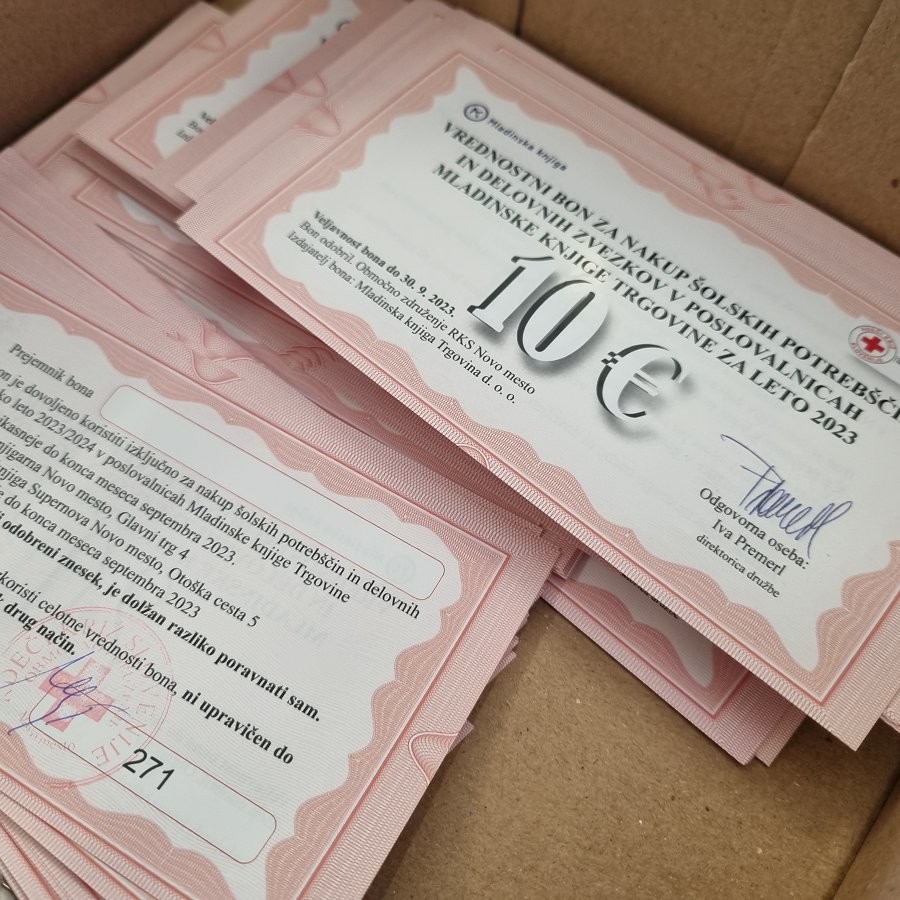 Mladinska knjiga
VREDNOSTNI BON ZA NAKUP ŠOLSKIH POTREBŠČI
IN DELOVNIH ZVEZKOV V POSLOVALNICAH
MLADINSKE KNJIGE TRGOVINE ZA LETO 2023
10 €
Veljavnost bona do 30. 9. 2023.
Bon odobril: Območno združenje RKS Novo mesto
Izdajatelj bona: Mladinska knjiga Trgovina d. o. o.
Odgovorna oseba:
Iva Premerl
direktorica družbe
Prejemnik bona
on je dovoljeno koristiti izključno za nakup šolskih potrebščin in delovnih
ko leto 2023/2024 v poslovalnicah Mladinske knjige Trgovine
kasneje do konca meseca septembra 2023.
njigarna Novo mesto, Glavni trg 4
njiga Supernova Novo mesto, Otoška cesta 5
e do konca meseca septembra 2023
i odobreni znesek, je dolžan razliko poravnati sam.
koristi celotne vrednosti bona, ni upravičen do
drug način.
271